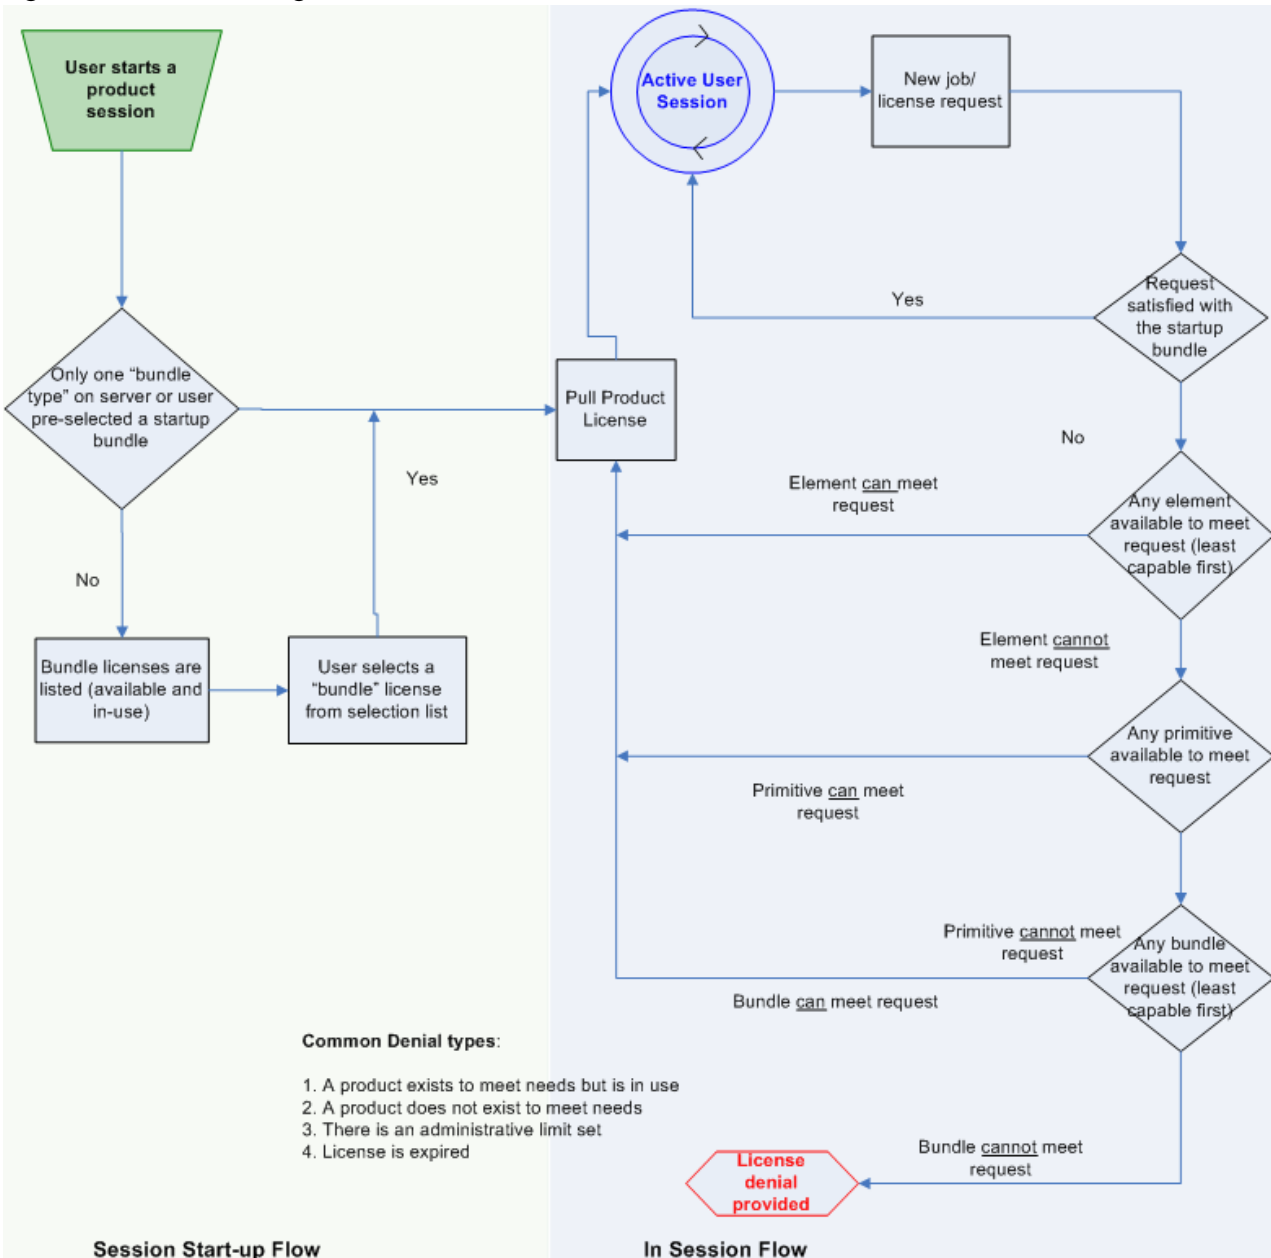 User starts a
product
session
Only one “bundle
type” on server or user
pre-selected a startup
bundle
Yes
No
Bundle licenses are
listed (available and
in-use)
User selects a
“bundle” license
from selection list
Pull Product
License
Active User
Session
New job/
license request
Request
satisfied with
the startup
bundle
Yes
No
Any element
available to meet
request (least
capable first)
Element can meet
request
Element cannot
meet request
Any primitive
available to meet
request
Primitive can meet
request
Primitive cannot meet
request
Any bundle
available to meet
request (least
capable first)
Bundle can meet request
Bundle cannot meet
request
License
denial
provided
Common Denial types:
1. A product exists to meet needs but is in use
2. A product does not exist to meet needs
3. There is an administrative limit set
4. License is expired
Session Start-up Flow
In Session Flow